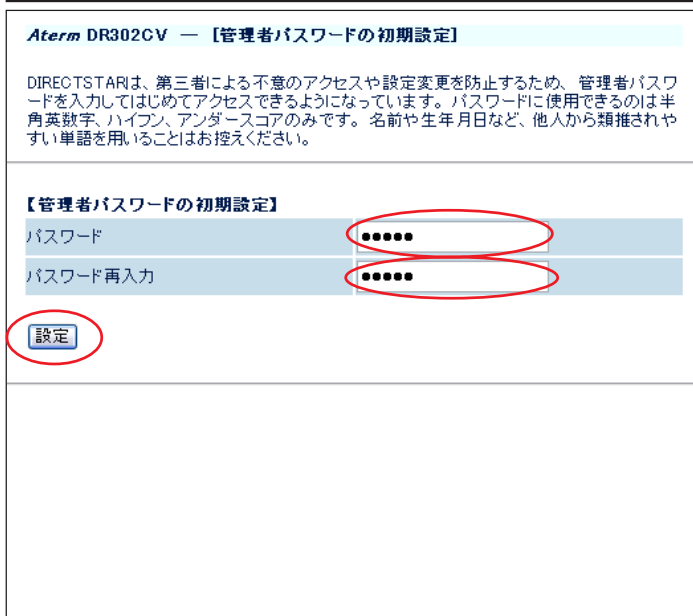 Aterm DR302CV ― [管理者パスワードの初期設定]
DIRECTSTARは、第三者による不意のアクセスや設定変更を防止するため、管理者パスワ
ードを入力してはじめてアクセスできるようになっています。パスワードに使用できるのは半
角英数字、ハイフン、アンダースコアのみです。名前や生年月日など、他人から類推されや
すい単語を用いることはお控えください。
【管理者パスワードの初期設定】
パスワード ●●●●●
パスワード再入力 ●●●●●
設定